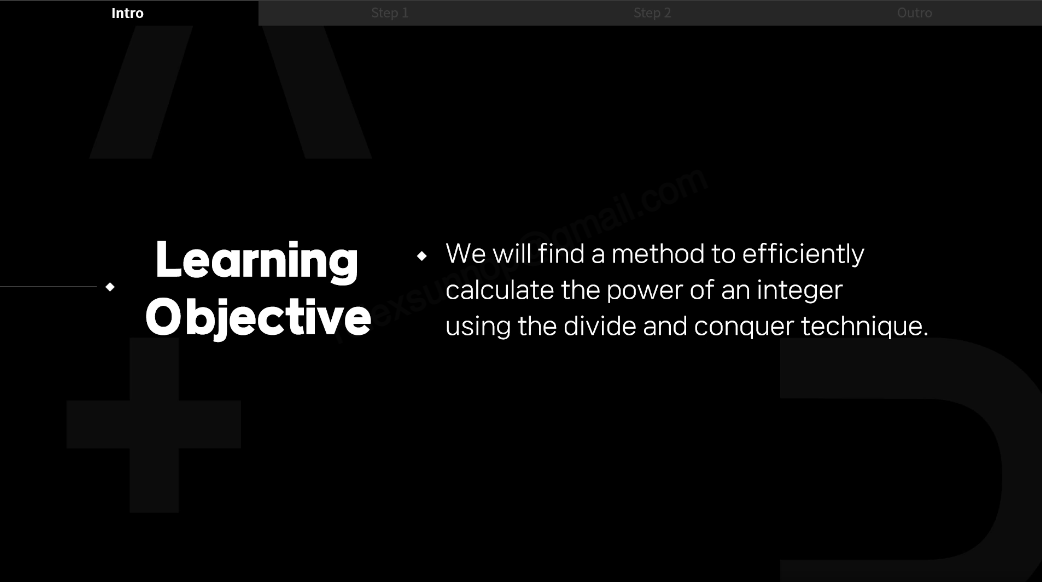 Intro
Step 1
Step 2
Outro
Learning
Objective
We will find a method to efficiently
calculate the power of an integer
using the divide and conquer technique.